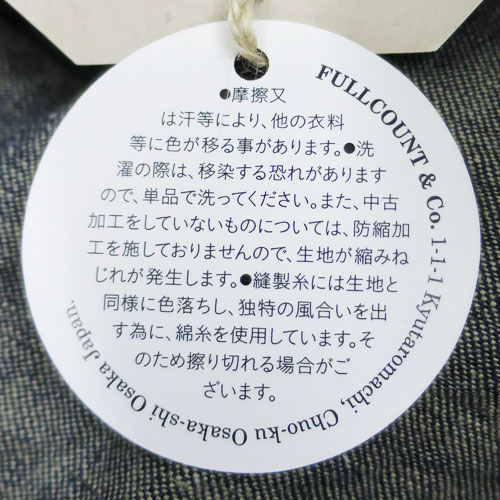 ●摩擦又
は汗等により、他の衣料
等に色が移る事があります。●洗
濯の際は、移染する恐れがあります
ので、単品で洗ってください。また、中古
加工をしていないものについては、防縮加
工を施しておりませんので、生地が縮みね
じれが発生します。●縫製糸には生地と
同様に色落ちし、独特の風合いを出
す為に、綿糸を使用しています。そ
のため擦り切れる場合がご
ざいます。
FULLCOUNT & Co. 1-1-1 Kyutaromachi, Chuo-ku Osaka-shi Osaka Japan.